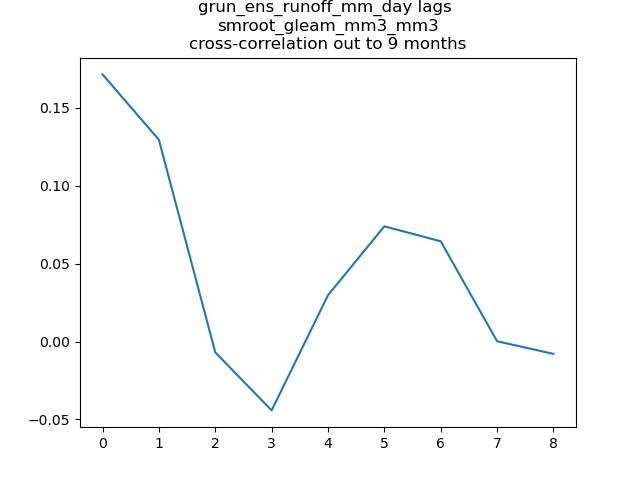 grun_ens_runoff_mm_day lags
smroot_gleam_mm3_mm3
cross-correlation out to 9 months
0.15
0.10
0.05
0.00
−0.05
0 1 2 3 4 5 6 7 8